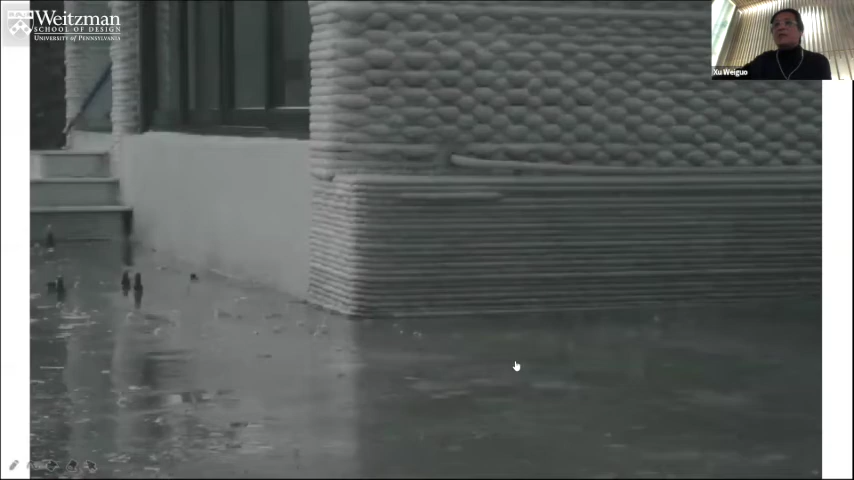 Weitzman
SCHOOL OF DESIGN
UNIVERSITY OF PENNSYLVANIA
Xu Weiguo